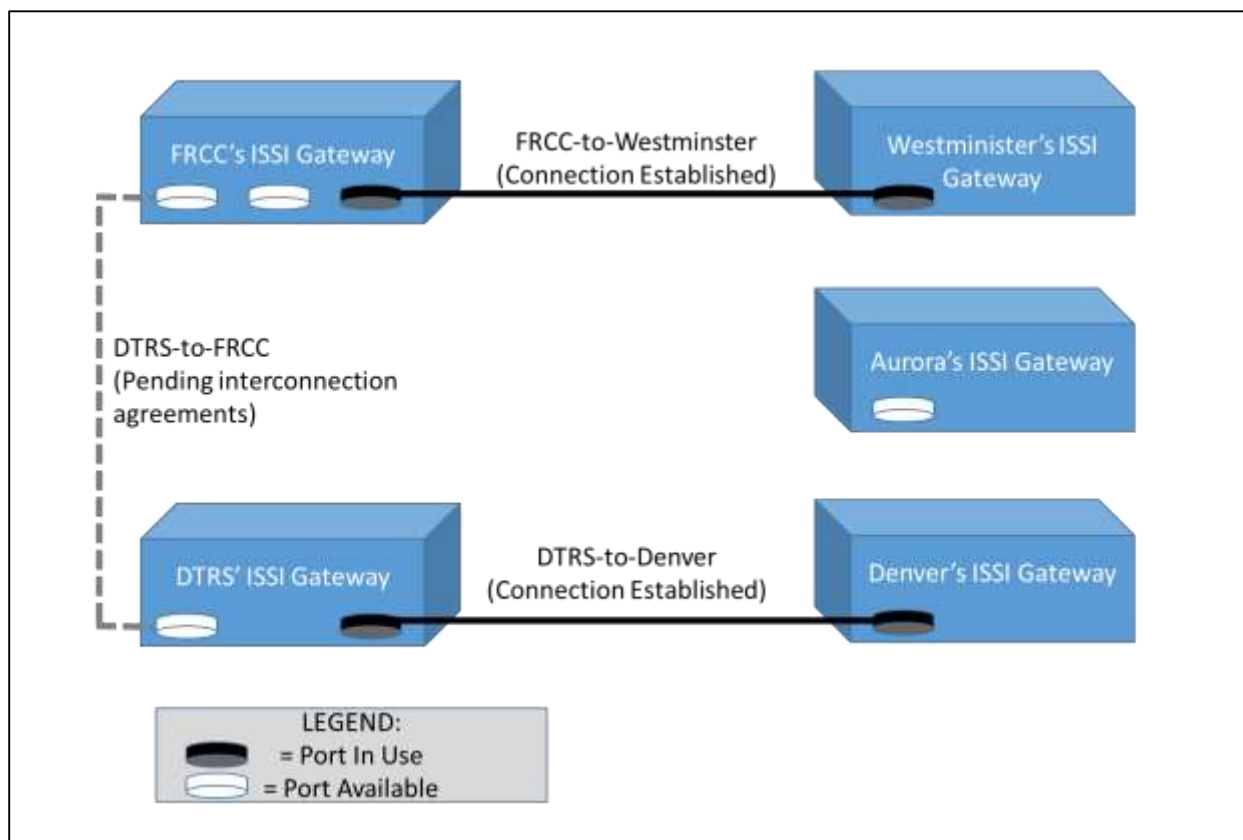 FRCC's ISSI Gateway
FRCC-to-Westminster
(Connection Established)
Westminister's ISSI
Gateway
DTRS-to-FRCC
(Pending interconnection
agreements)
Aurora's ISSI Gateway
DTRS' ISSI Gateway
DTRS-to-Denver
(Connection Established)
Denver's ISSI Gateway
LEGEND:
= Port In Use
= Port Available